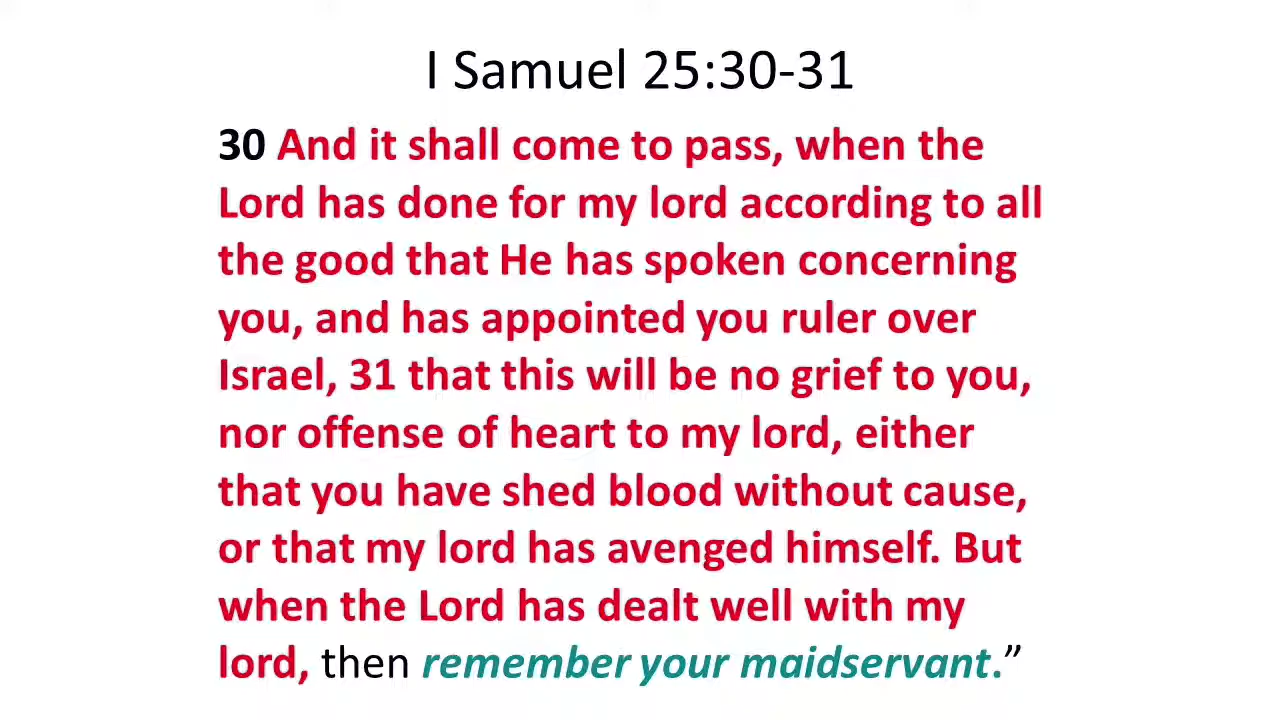 I Samuel 25:30-31
30 And it shall come to pass, when the
Lord has done for my lord according to all
the good that He has spoken concerning
you, and has appointed you ruler over
Israel, 31 that this will be no grief to you,
nor offense of heart to my lord, either
that you have shed blood without cause,
or that my lord has avenged himself. But
when the Lord has dealt well with my
lord, then remember your maidservant.”